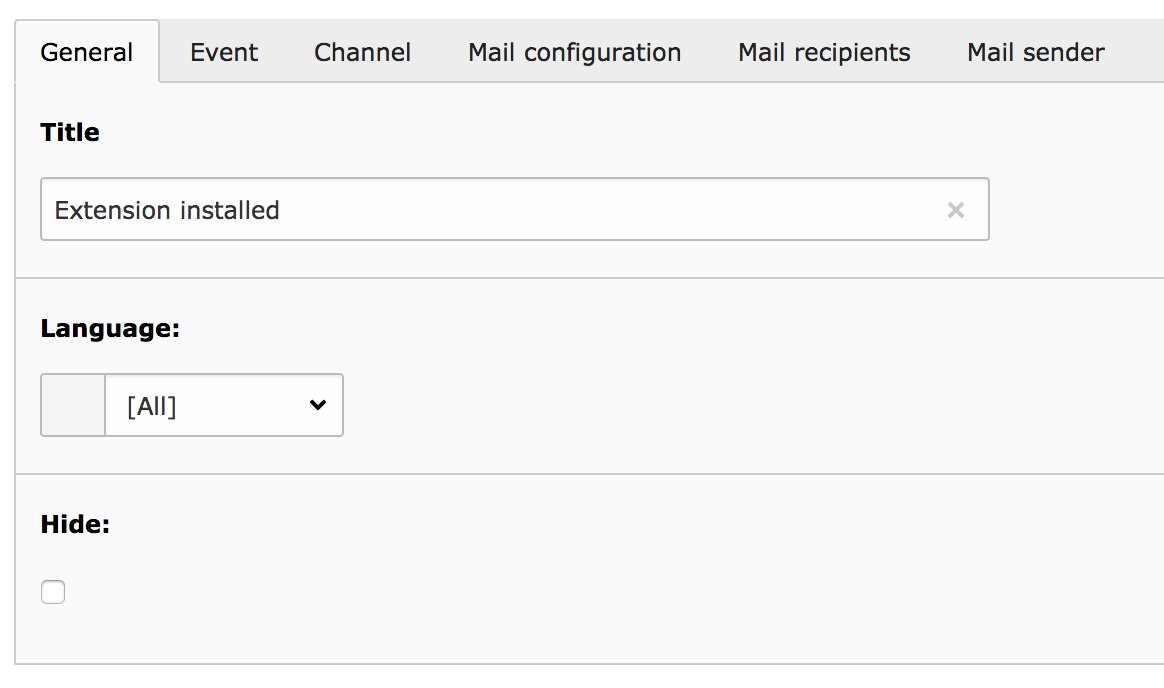 General Event Channel Mail configuration Mail recipients Mail sender
Title
Extension installed
Language:
[All]
Hide: